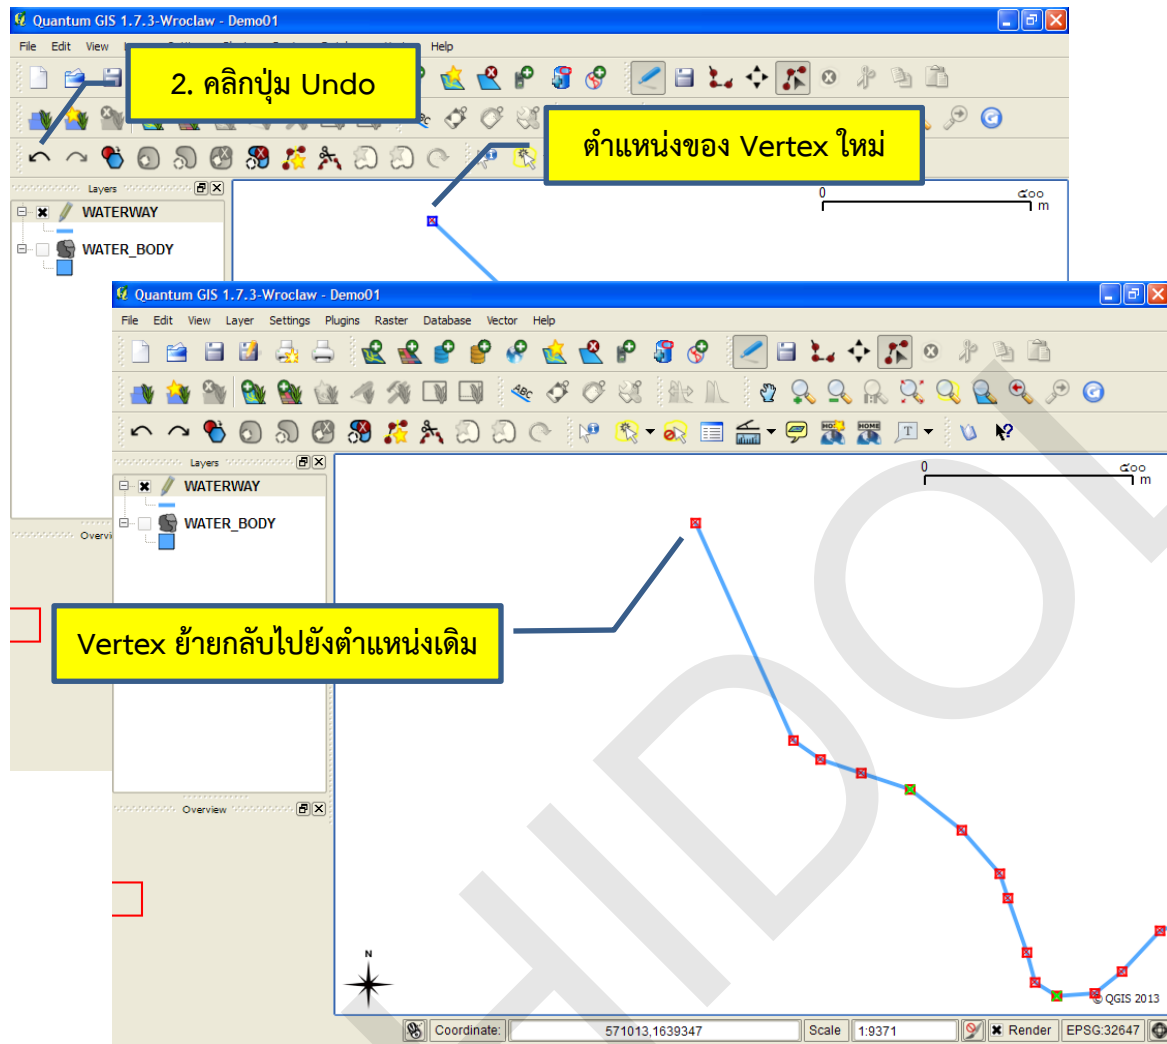 Quantum GIS 1.7.3-Wroclaw - Demo01
File Edit View Help
2. คลิกปุ่ม Undo
ตำแหน่งของ Vertex ใหม่
Layers
0 ๕๐๐
m
WATERWAY
WATER_BODY
Quantum GIS 1.7.3-Wroclaw - Demo01
File Edit View Layer Settings Plugins Raster Database Vector Help
Layers
0 ๕๐๐
m
WATERWAY
WATER_BODY
Vertex ย้ายกลับไปยังตำแหน่งเดิม
Overview
N
© QGIS 2013
Coordinate: 571013,1639347 Scale 1:9371 Render EPSG:32647